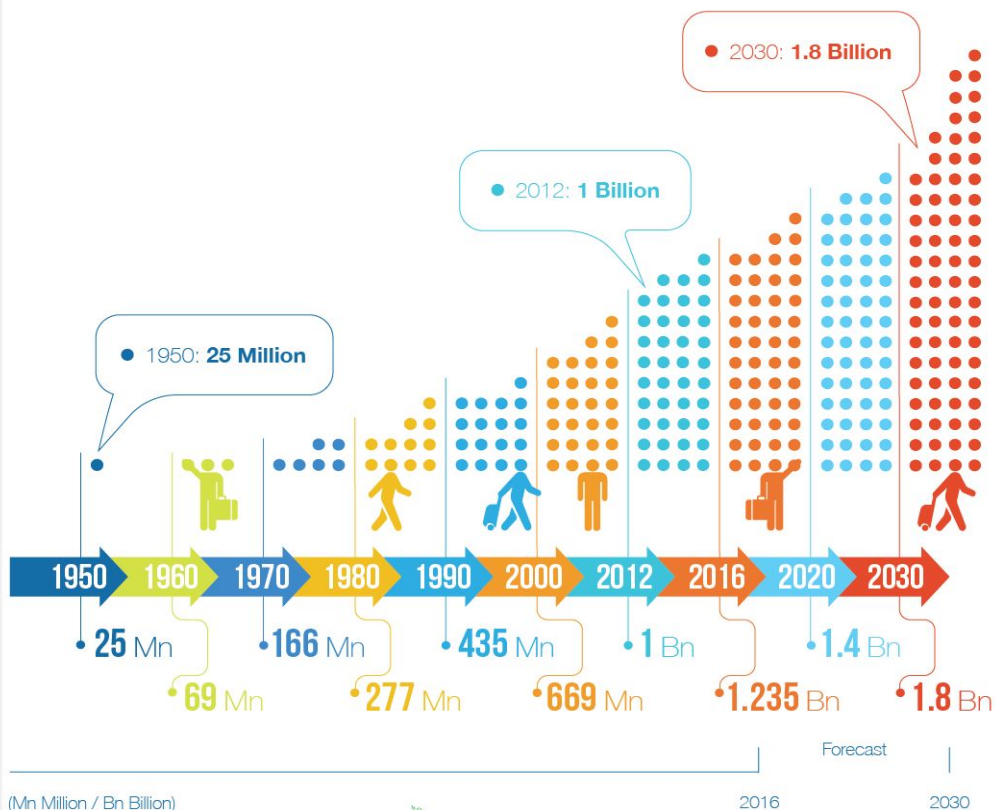 2030: 1.8 Billion
2012: 1 Billion
1950: 25 Million
1950 1960 1970 1980 1990 2000 2012 2016 2020 2030
25 Mn 166 Mn 435 Mn 1 Bn 1.4 Bn
69 Mn 277 Mn 669 Mn 1.235 Bn 1.8 Bn
Forecast
(Mn Million / Bn Billion) 2016 2030